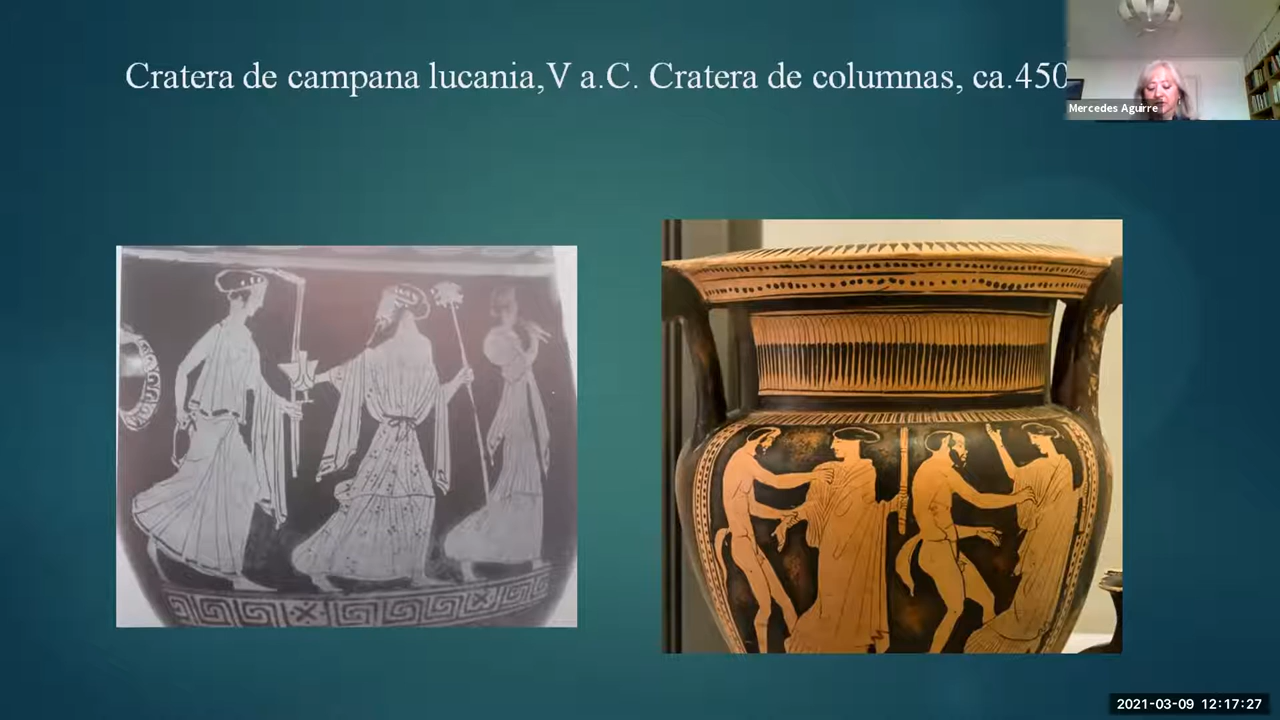 Cratera de campana lucania,V a.C. Cratera de columnas, ca.450
Mercedes Aguirre
2021-03-09 12:17:27